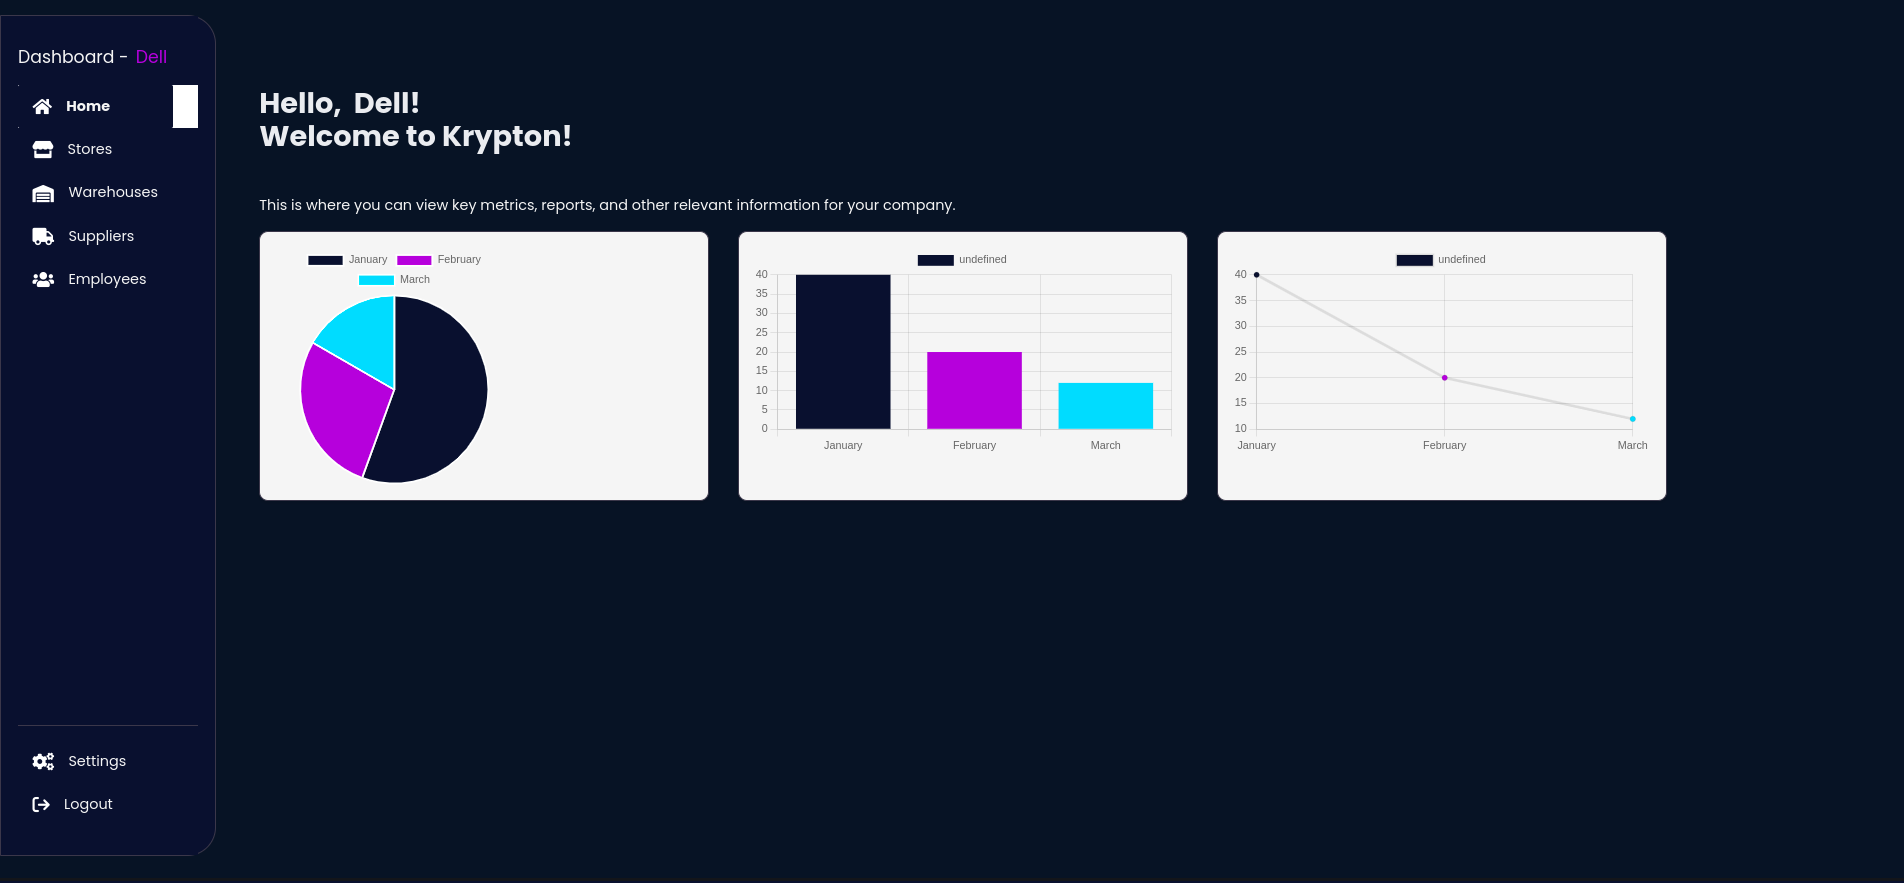 Dashboard - Dell
Home
Stores
Warehouses
Suppliers
Employees
Settings
Logout
Hello, Dell!
Welcome to Krypton!
This is where you can view key metrics, reports, and other relevant information for your company.
January February
March
undefined
40
35
30
25
20
15
10
5
0
January February March
undefined
40
35
30
25
20
15
10
January February March